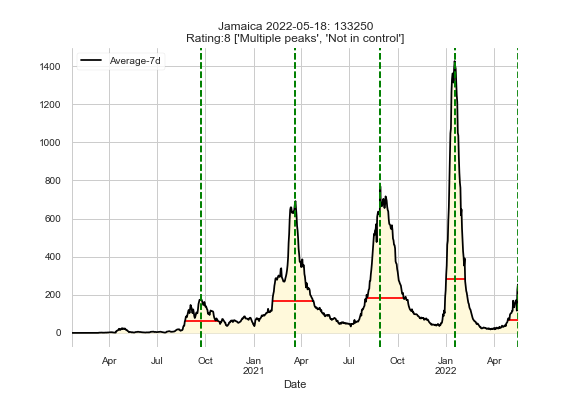 Jamaica 2022-05-18: 133250
Rating:8 ['Multiple peaks', 'Not in control']
Average-7d
1400
1200
1000
800
600
400
200
0
Apr Jul Oct Jan Apr Jul Oct Jan Apr
2021 2022
Date